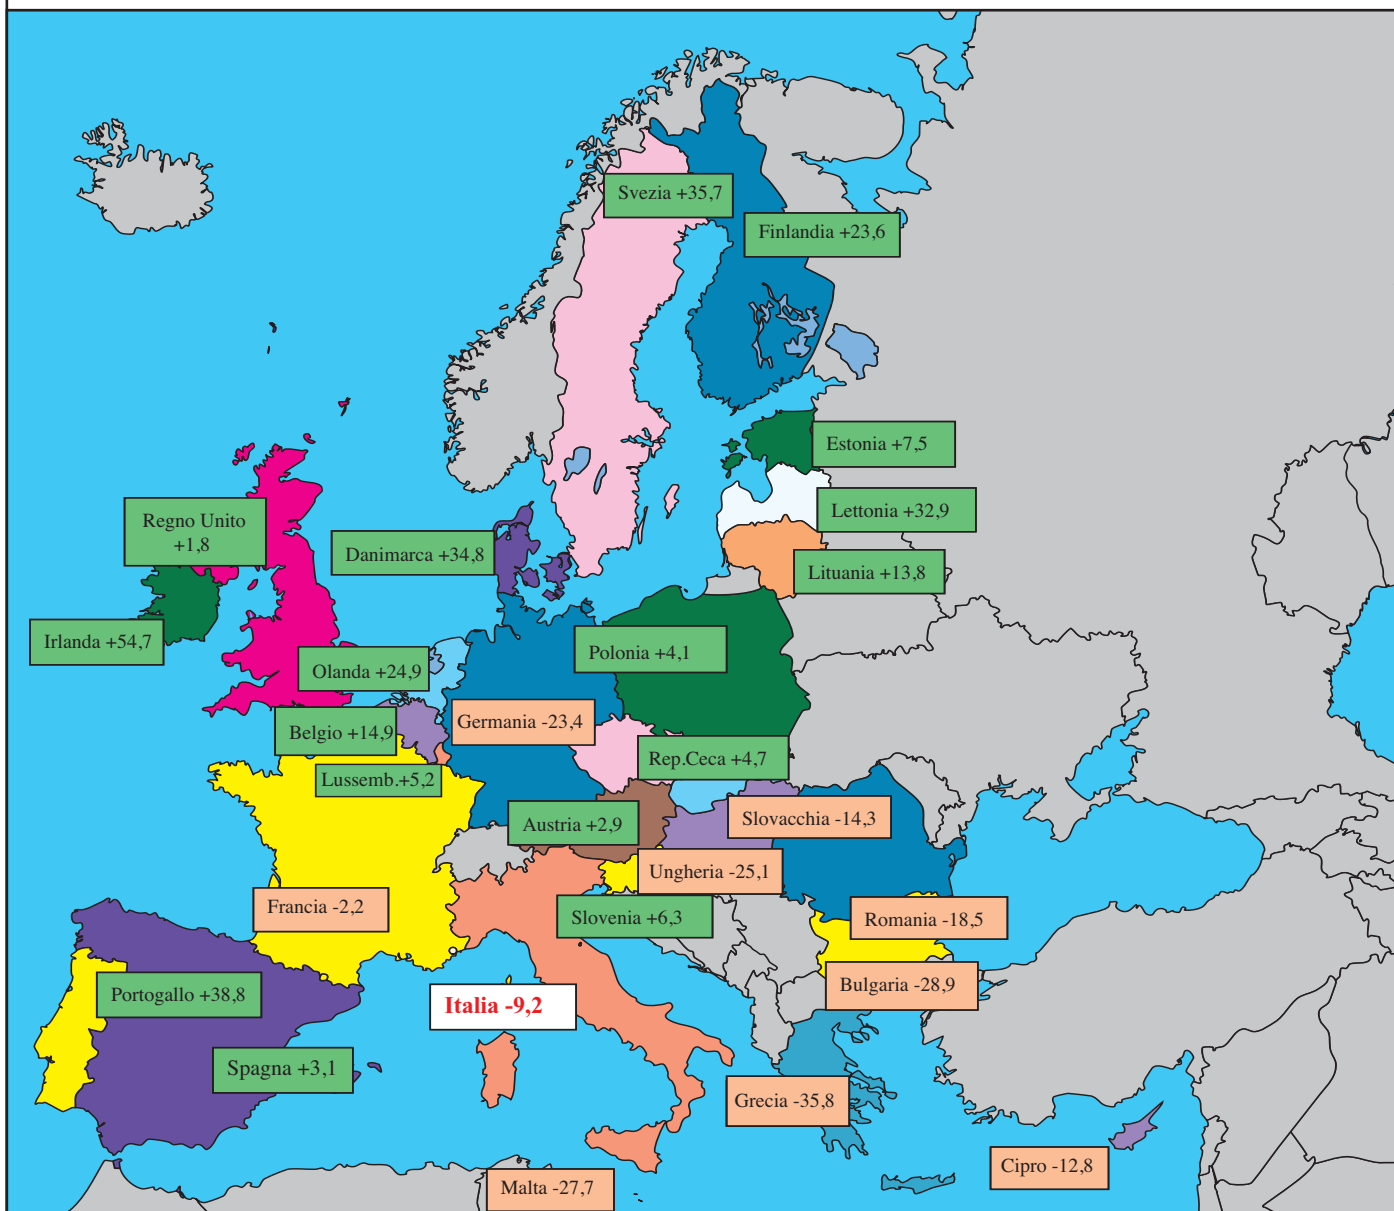 Svezia +35,7
Finlandia +23,6
Estonia +7,5
Regno Unito
+1,8
Lettonia +32,9
Danimarca +34,8
Lituania +13,8
Irlanda +54,7
Olanda +24,9
Polonia +4,1
Belgio +14,9
Germania -23,4
Rep.Ceca +4,7
Lussemb.+5,2
Austria +2,9
Slovacchia -14,3
Ungheria -25,1
Francia -2,2
Slovenia +6,3
Romania -18,5
Portogallo +38,8
Italia -9,2
Bulgaria -28,9
Spagna +3,1
Grecia -35,8
Cipro -12,8
Malta -27,7